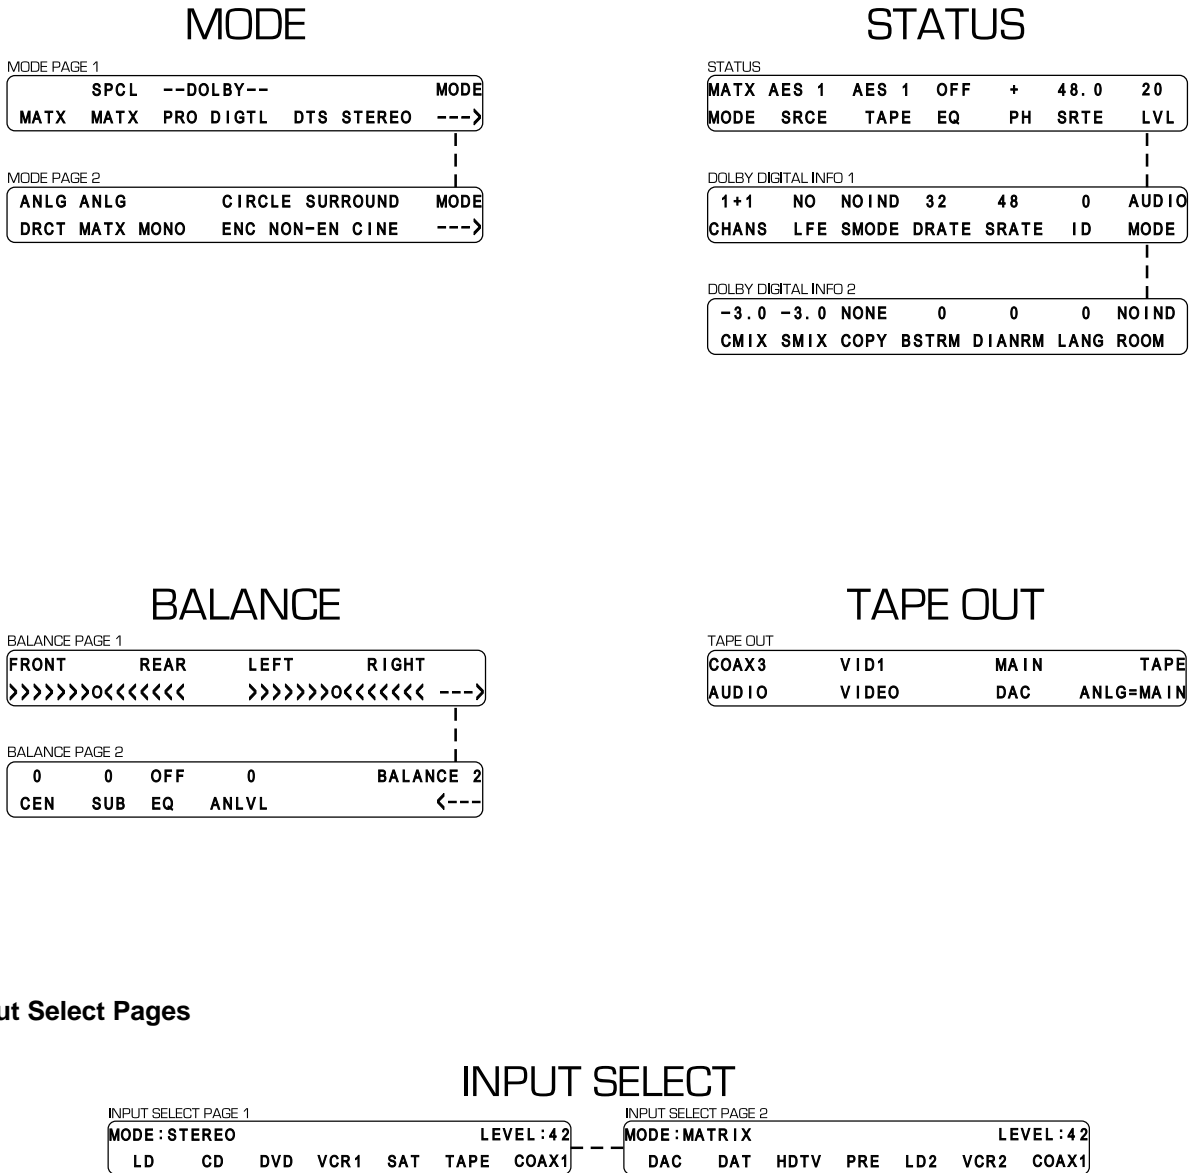 MODE
MODE PAGE 1
SPCL --DOLBY-- MODE
MATX MATX PRO DIGTL DTS STEREO --->
MODE PAGE 2
ANLG ANLG CIRCLE SURROUND MODE
DRCT MATX MONO ENC NON-EN CINE --->
STATUS
STATUS
MATX AES 1 AES 1 OFF + 48.0 20
MODE SRCE TAPE EQ PH SRTE LVL
DOLBY DIGITAL INFO 1
1+1 NO NOIND 32 48 0 AUDIO
CHANS LFE SMODE DRATE SRATE ID MODE
DOLBY DIGITAL INFO 2
-3.0 -3.0 NONE 0 0 0 NOIND
CMIX SMIX COPY BSTRM DIANRM LANG ROOM
BALANCE
BALANCE PAGE 1
FRONT REAR LEFT RIGHT
>>>>>>>O<<<<<<< >>>>>>>O<<<<<<< --->
BALANCE PAGE 2
0 0 OFF 0 BALANCE 2
CEN SUB EQ ANLVL <---
TAPE OUT
TAPE OUT
COAX3 VID1 MAIN TAPE
AUDIO VIDEO DAC ANLG=MAIN
ut Select Pages
INPUT SELECT
INPUT SELECT PAGE 1
MODE:STEREO LEVEL:42
LD CD DVD VCR1 SAT TAPE COAX1
INPUT SELECT PAGE 2
MODE:MATRIX LEVEL:42
DAC DAT HDTV PRE LD2 VCR2 COAX1